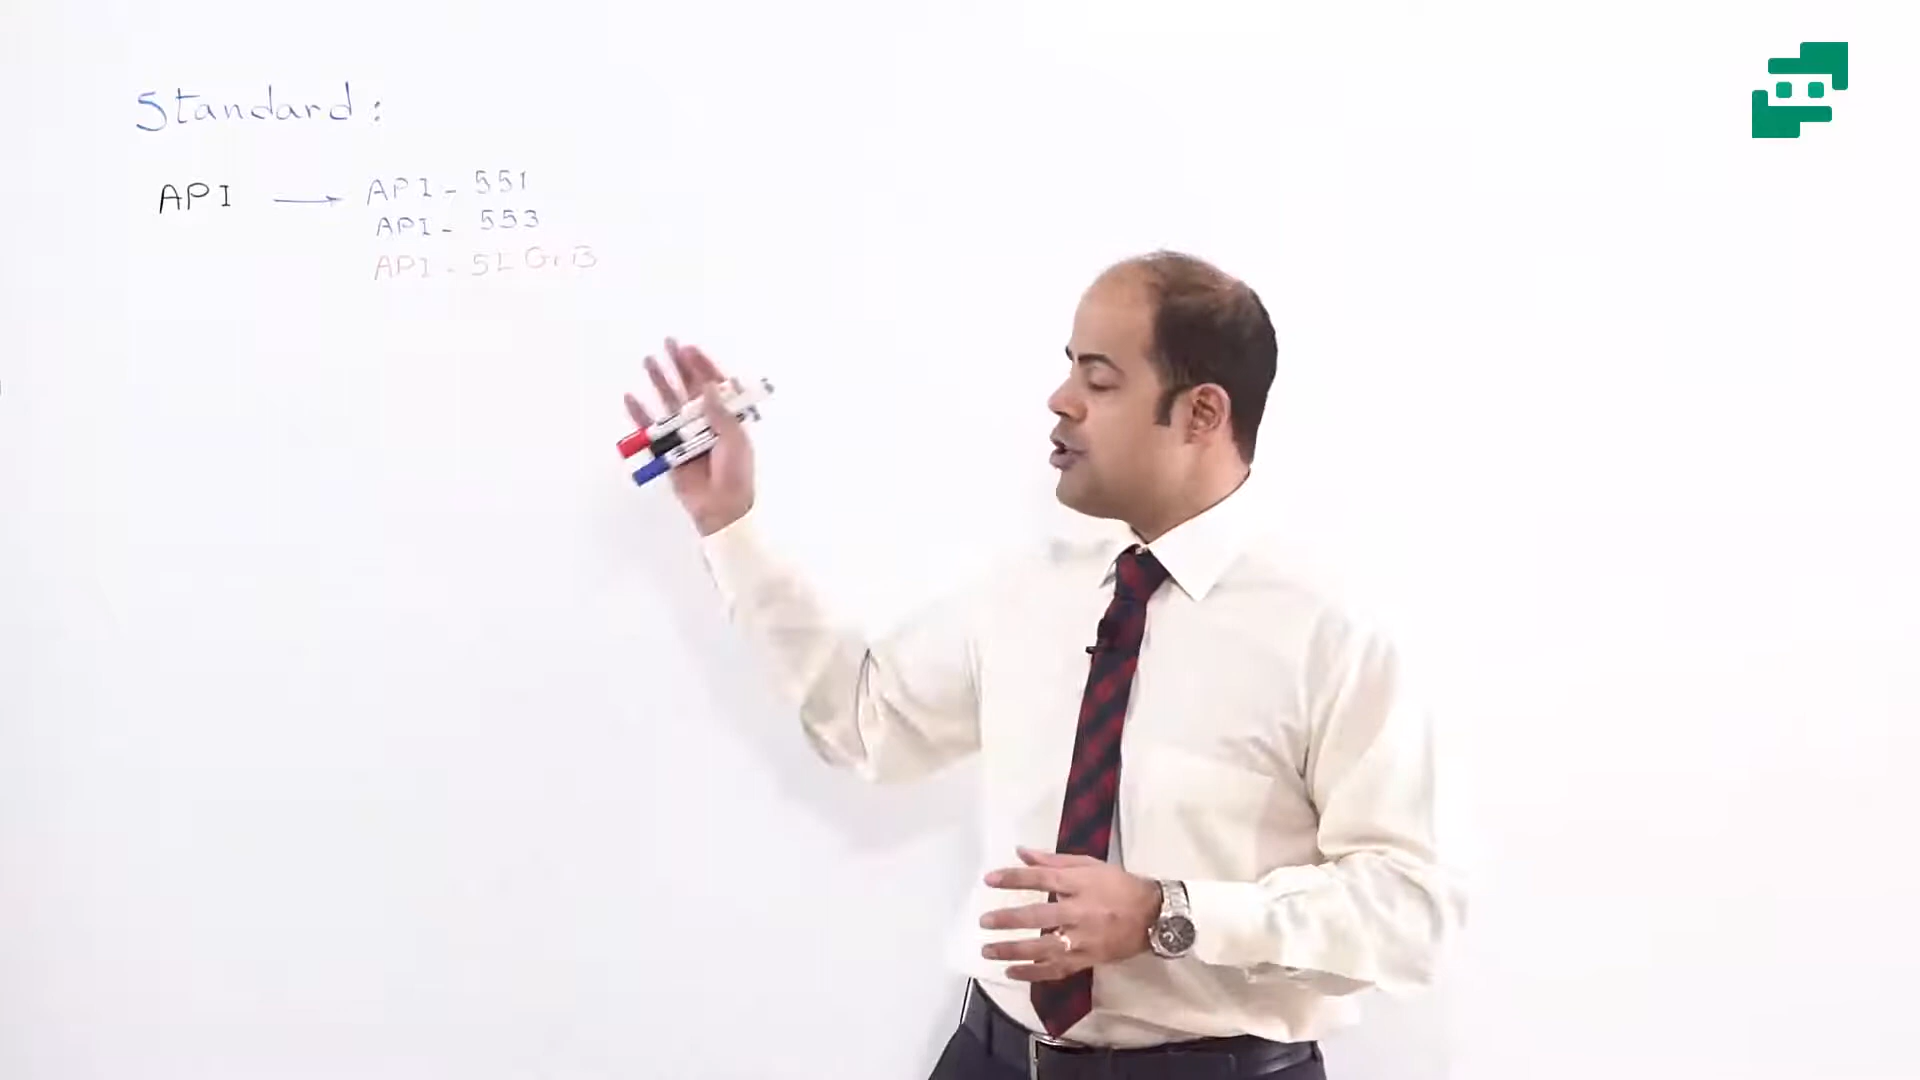 Standard:
API → API - 551
API - 553
API - 5L Gr B